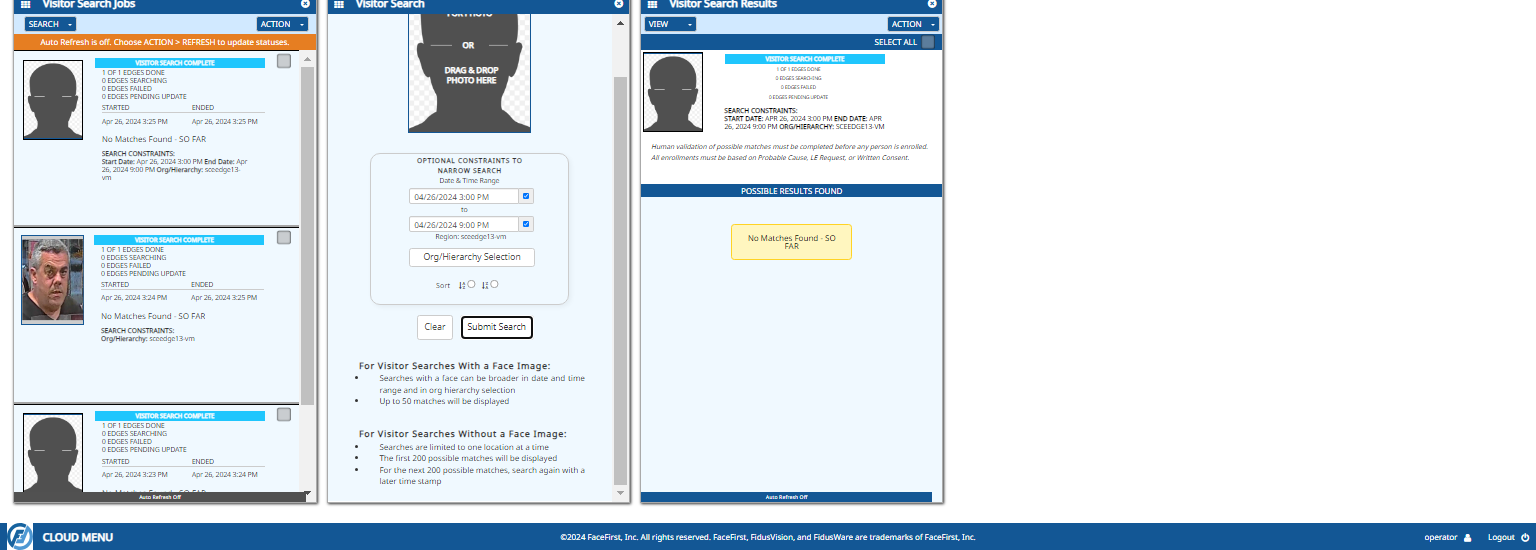 Visitor Search Jobs
SEARCH
ACTION
Auto Refresh is off. Choose ACTION > REFRESH to update statuses.
VISITOR SEARCH COMPLETE
1 OF 1 EDGES DONE
0 EDGES SEARCHING
0 EDGES FAILED
0 EDGES PENDING UPDATE
STARTED ENDED
Apr 26, 2024 3:25 PM Apr 26, 2024 3:25 PM
No Matches Found - SO FAR
SEARCH CONSTRAINTS:
Start Date: Apr 26, 2024 3:00 PM End Date: Apr
26, 2024 9:00 PM Org/Hierarchy: sceedge13-
vm
VISITOR SEARCH COMPLETE
1 OF 1 EDGES DONE
0 EDGES SEARCHING
0 EDGES FAILED
0 EDGES PENDING UPDATE
STARTED ENDED
Apr 26, 2024 3:24 PM Apr 26, 2024 3:25 PM
No Matches Found - SO FAR
SEARCH CONSTRAINTS:
Org/Hierarchy: sceedge13-vm
VISITOR SEARCH COMPLETE
1 OF 1 EDGES DONE
0 EDGES SEARCHING
0 EDGES FAILED
0 EDGES PENDING UPDATE
STARTED ENDED
Apr 26, 2024 3:23 PM Apr 26, 2024 3:24 PM
No Matches Found - SO FAR
Auto Refresh Off
Visitor Search
FOR PHOTO
OR
DRAG & DROP
PHOTO HERE
OPTIONAL CONSTRAINTS TO
NARROW SEARCH
Date & Time Range
04/26/2024 3:00 PM
to
04/26/2024 9:00 PM
Region: sceedge13-vm
Org/Hierarchy Selection
Sort
Clear
Submit Search
For Visitor Searches With a Face Image:
• Searches with a face can be broader in date and time
range and in org hierarchy selection
• Up to 50 matches will be displayed
For Visitor Searches Without a Face Image:
• Searches are limited to one location at a time
• The first 200 possible matches will be displayed
• For the next 200 possible matches, search again with a
later time stamp
Visitor Search Results
VIEW
ACTION
SELECT ALL
VISITOR SEARCH COMPLETE
1 OF 1 EDGES DONE
0 EDGES SEARCHING
0 EDGES FAILED
0 EDGES PENDING UPDATE
SEARCH CONSTRAINTS:
START DATE: APR 26, 2024 3:00 PM END DATE: APR
26, 2024 9:00 PM ORG/HIERARCHY: SCEEDGE13-VM
Human validation of possible matches must be completed before any person is enrolled.
All enrollments must be based on Probable Cause, LE Request, or Written Consent.
POSSIBLE RESULTS FOUND
No Matches Found - SO
FAR
Auto Refresh Off
CLOUD MENU
©2024 FaceFirst, Inc. All rights reserved. FaceFirst, FidusVision, and FidusWare are trademarks of FaceFirst, Inc.
operator
Logout